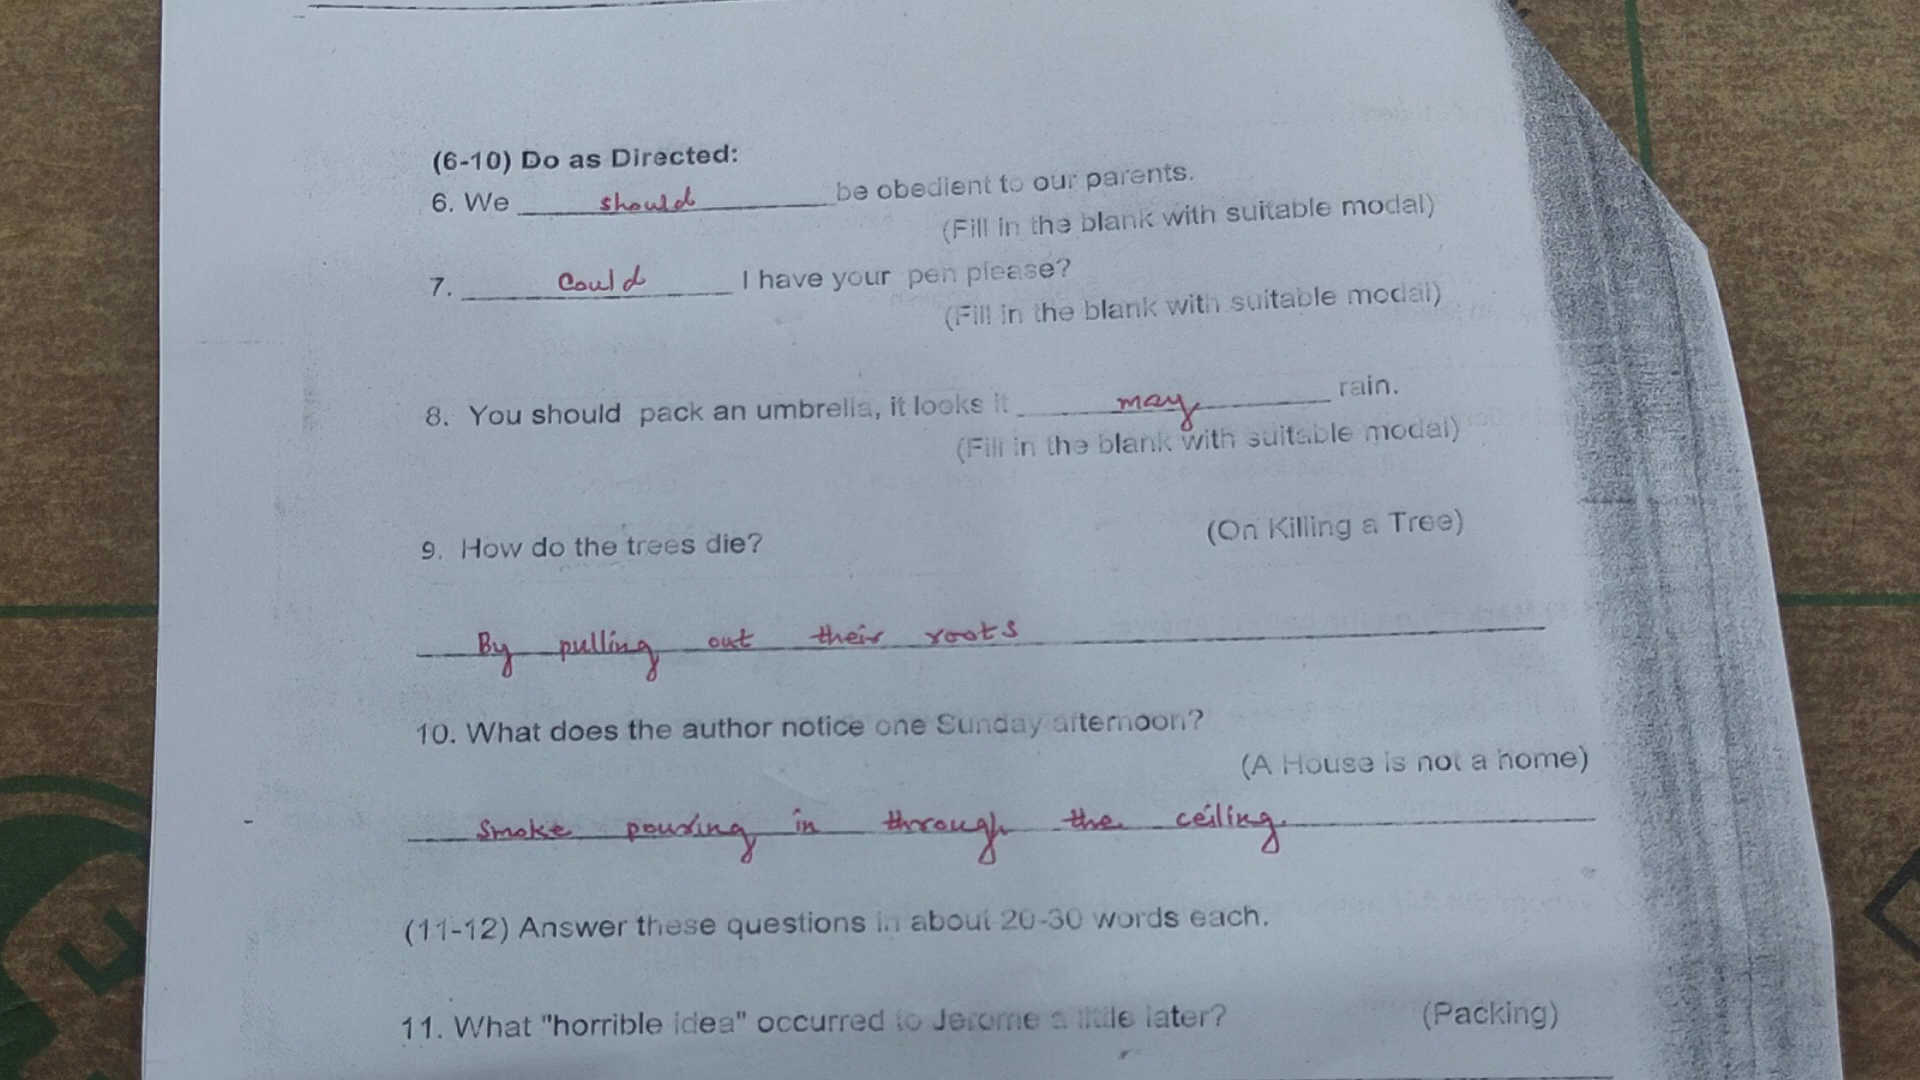 (6-10) Do as Directed:
6. We should be obedient to our parents.
(Fill in the blank with suitable modal)
7. Could I have your pen please?
(Fill in the blank with suitable modal)
8. You should pack an umbrella, it looks it may rain.
(Fill in the blank with suitable modal)
9. How do the trees die? (On Killing a Tree)
By pulling out their roots
10. What does the author notice one Sunday afternoon?
(A House is not a home)
Smoke pouring in through the ceiling.
(11-12) Answer these questions in about 20-30 words each.
11. What "horrible idea" occurred to Jerome a little later? (Packing)